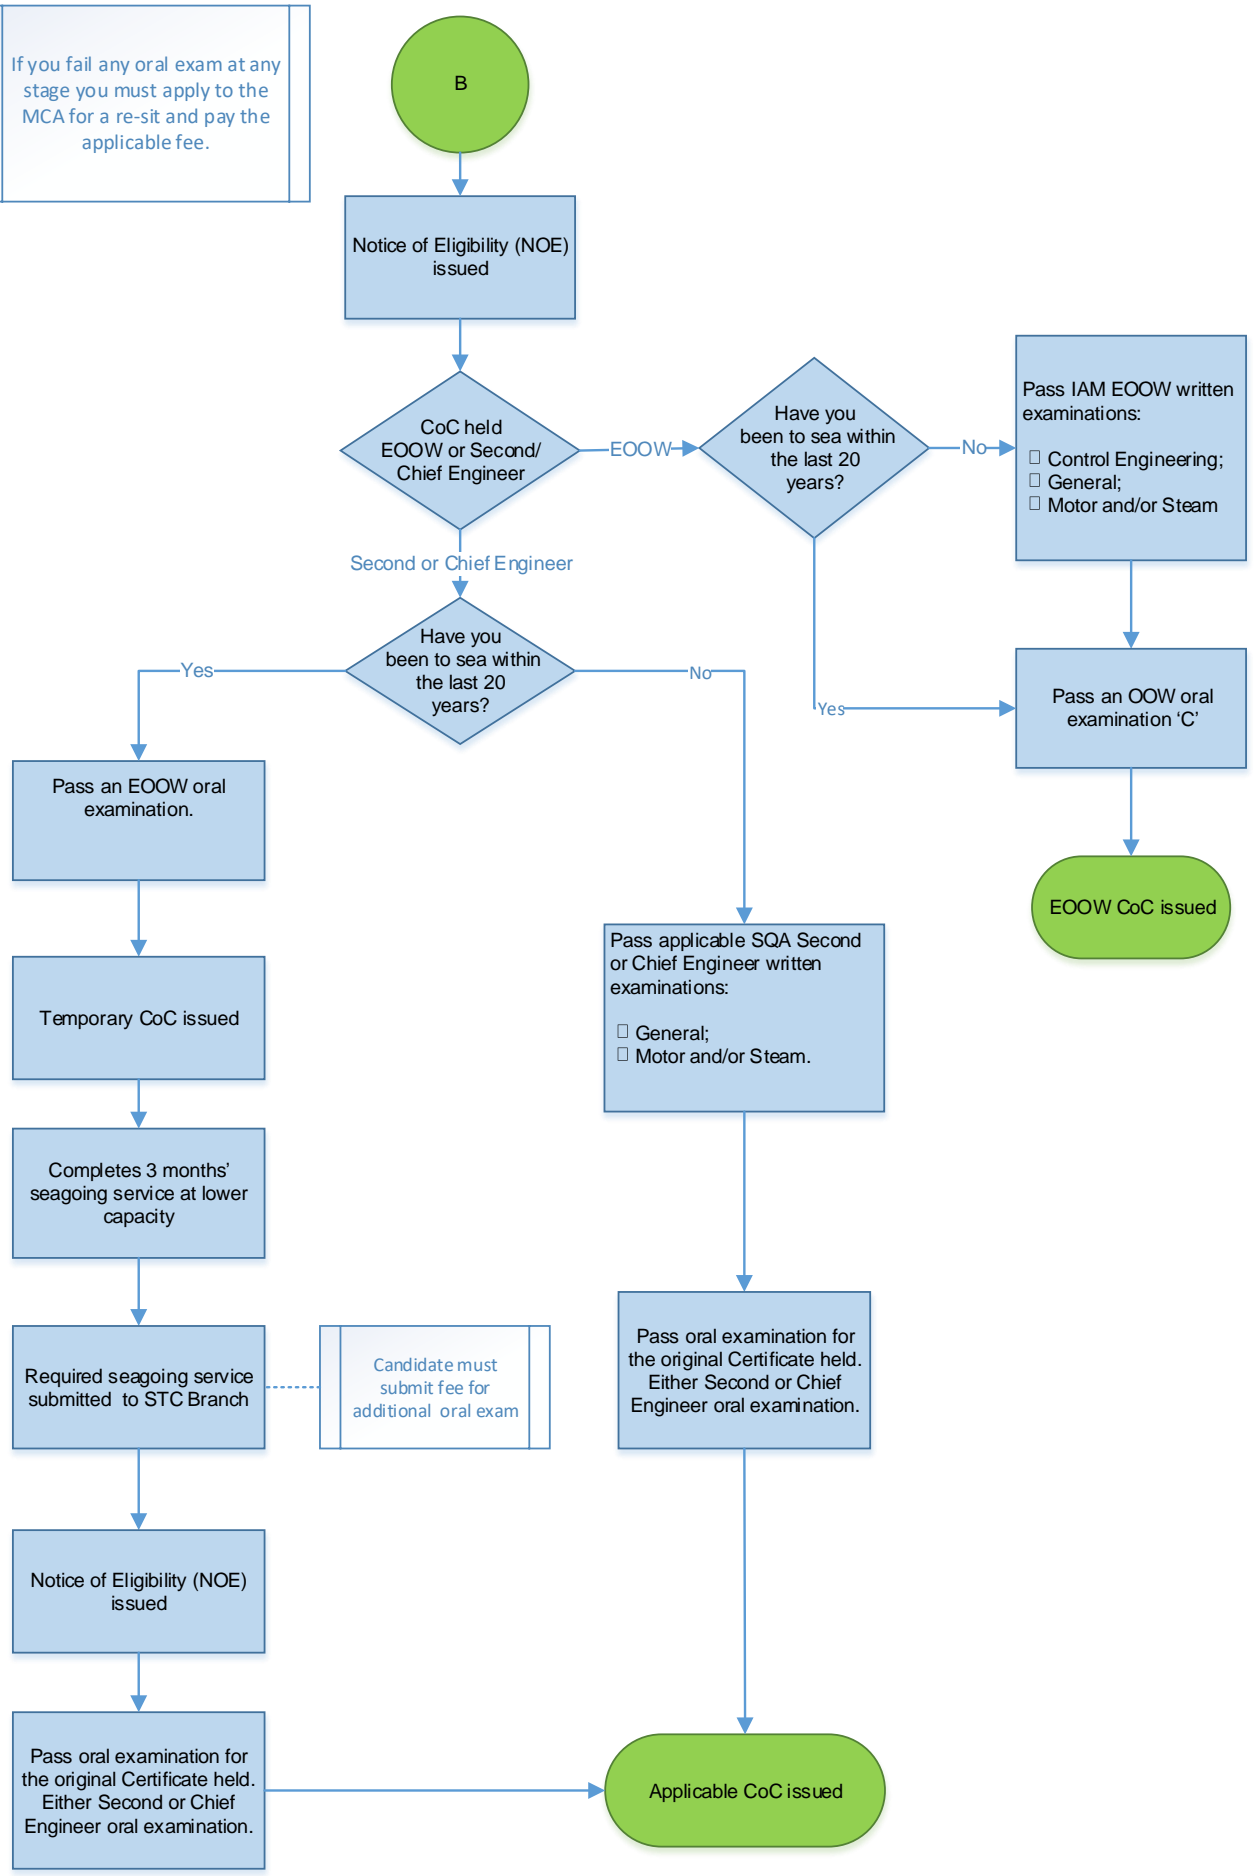 If you fail any oral exam at any
stage you must apply to the
MCA for a re-sit and pay the
applicable fee.
B
Notice of Eligibility (NOE)
issued
CoC held
EOOW or Second/
Chief Engineer
EOOW
Have you
been to sea within
the last 20
years?
No
Pass IAM EOOW written
examinations:
Control Engineering;
General;
Motor and/or Steam
Yes
Pass an OOW oral
examination ‘C’
EOOW CoC issued
Second or Chief Engineer
Have you
been to sea within
the last 20
years?
Yes
No
Pass an EOOW oral
examination.
Temporary CoC issued
Completes 3 months’
seagoing service at lower
capacity
Required seagoing service
submitted to STC Branch
Candidate must
submit fee for
additional oral exam
Notice of Eligibility (NOE)
issued
Pass oral examination for
the original Certificate held.
Either Second or Chief
Engineer oral examination.
Pass applicable SQA Second
or Chief Engineer written
examinations:
General;
Motor and/or Steam.
Pass oral examination for
the original Certificate held.
Either Second or Chief
Engineer oral examination.
Applicable CoC issued